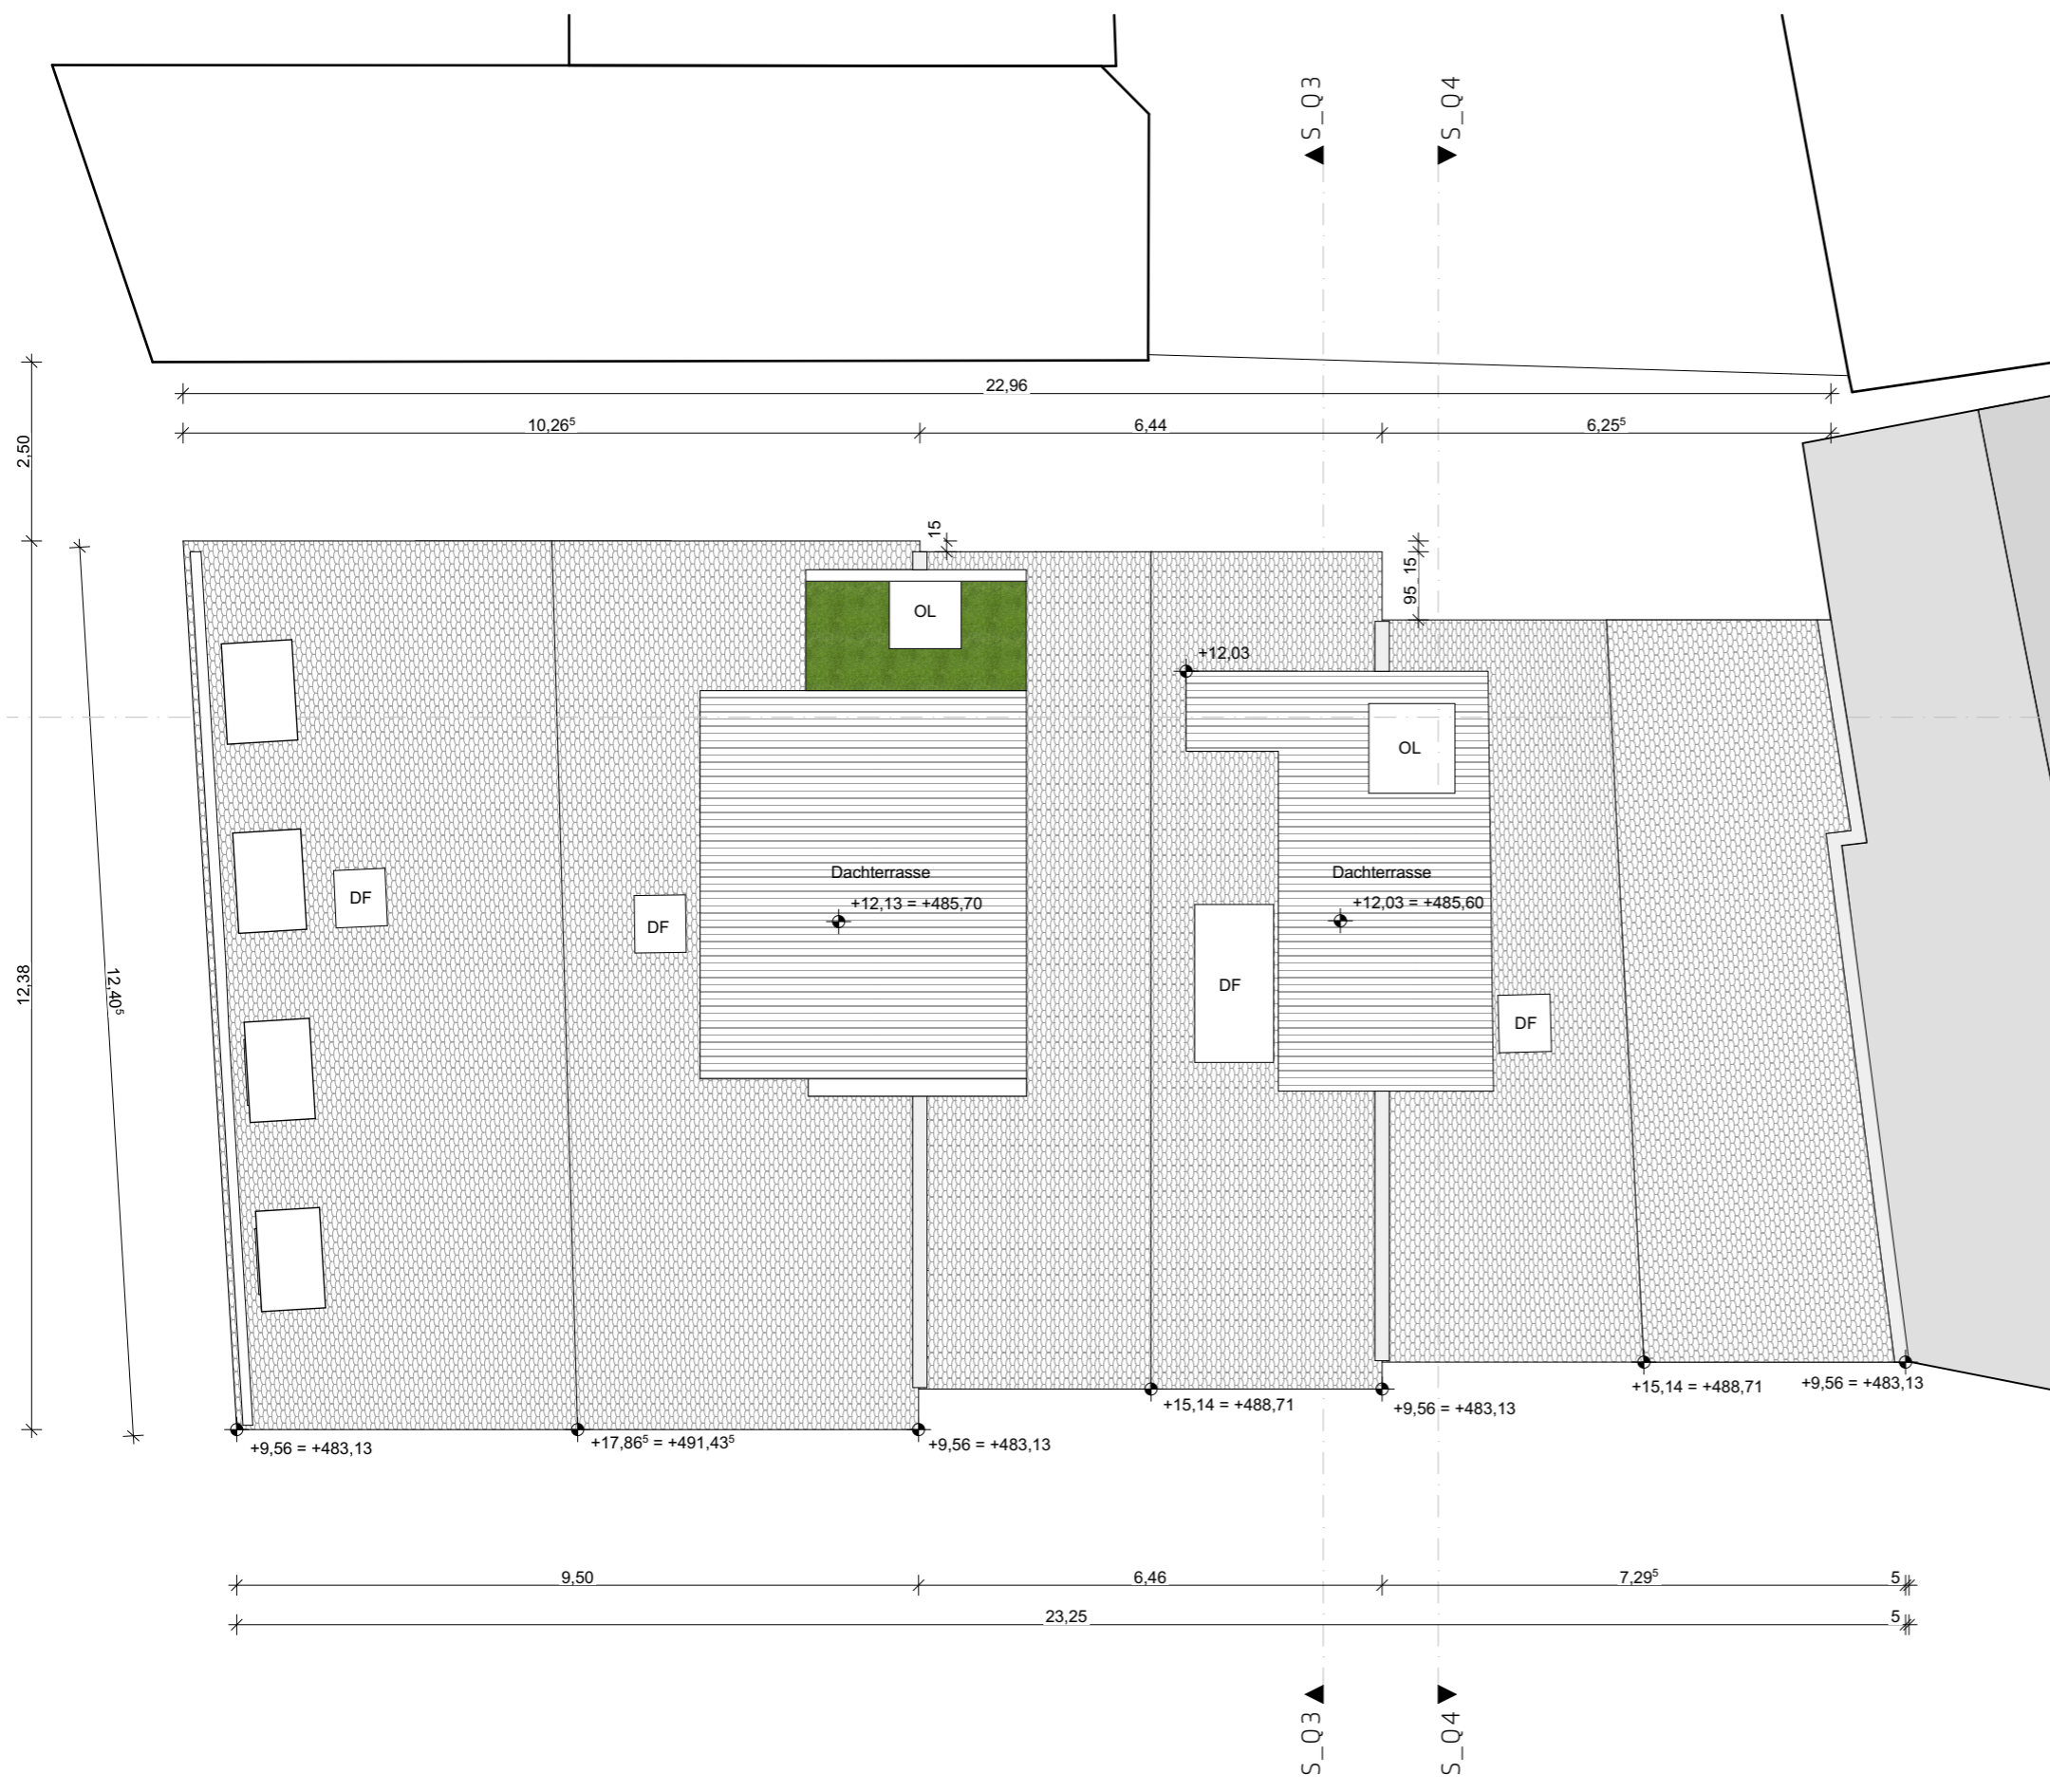 S_Q3
S_Q4
22,96
10,26⁵
6,44
6,25⁵
2,50
15
15
95
OL
+12,03
OL
Dachterrasse
+12,13 = +485,70
Dachterrasse
+12,03 = +485,60
DF
DF
DF
DF
12,38
12,40⁵
+9,56 = +483,13
+17,86⁵ = +491,43⁵
+9,56 = +483,13
+15,14 = +488,71
+9,56 = +483,13
+15,14 = +488,71
+9,56 = +483,13
9,50
6,46
7,29⁵
5
23,25
5
S_Q3
S_Q4